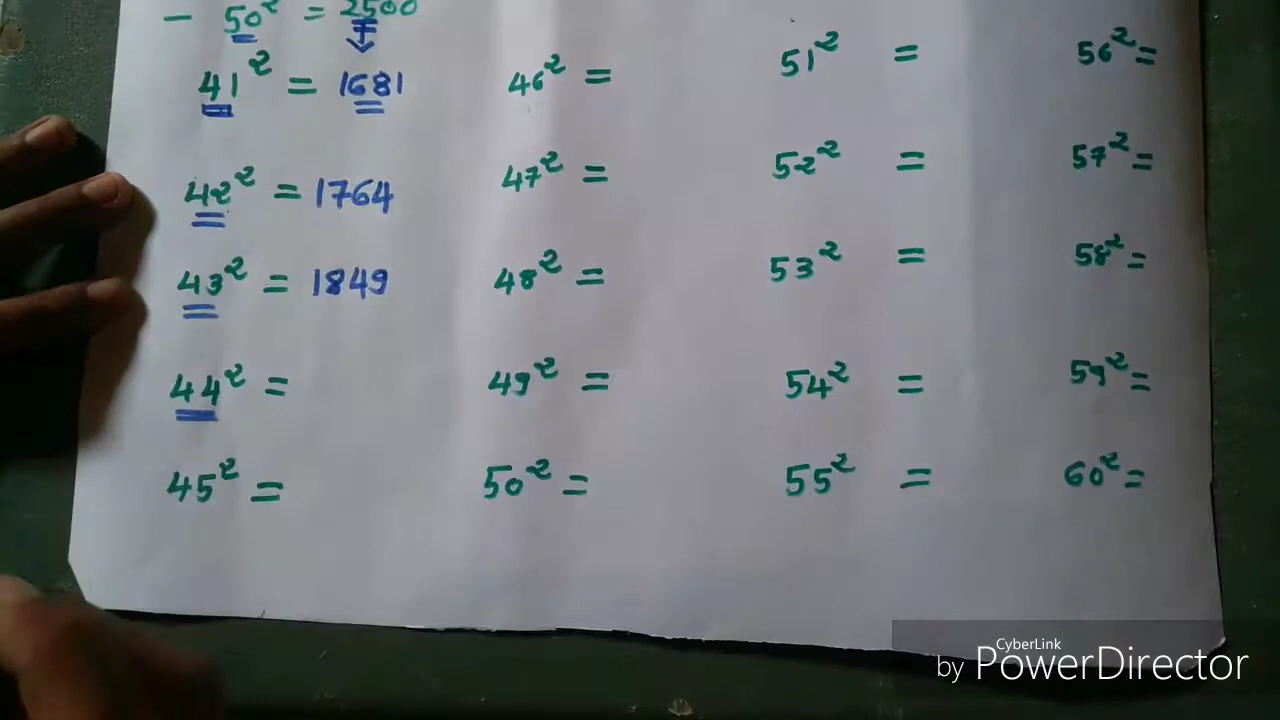 – 50² = 2500
41² = 1681 46² = 51² = 56² =
42² = 1764 47² = 52² = 57² =
43² = 1849 48² = 53² = 58² =
44² = 49² = 54² = 59² =
45² = 50² = 55² = 60² =
CyberLink
by PowerDirector